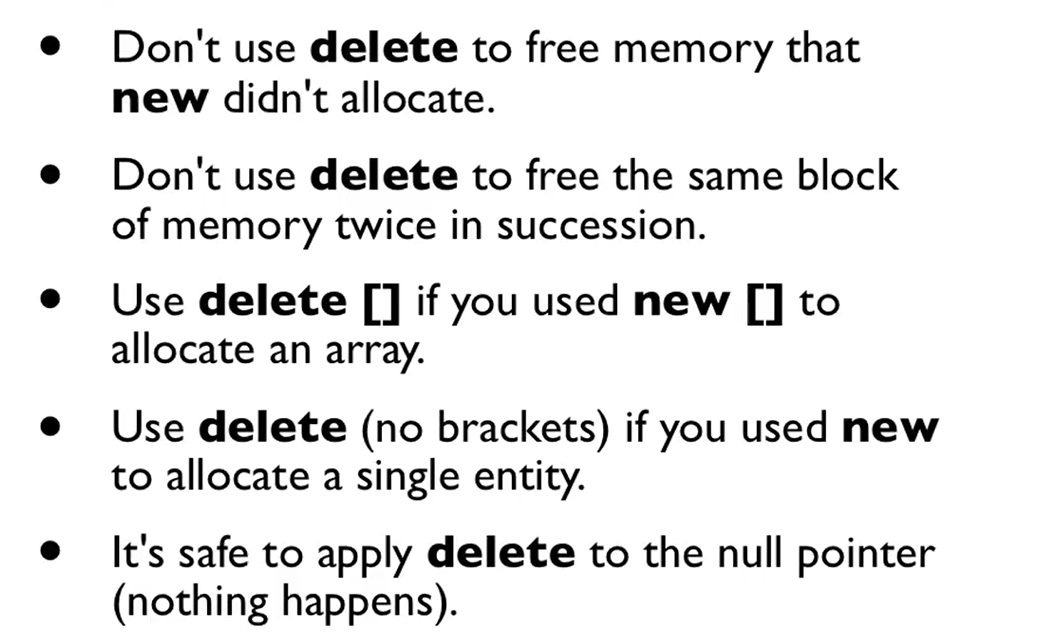 • Don't use delete to free memory that
new didn't allocate.
• Don't use delete to free the same block
of memory twice in succession.
• Use delete [] if you used new [] to
allocate an array.
• Use delete (no brackets) if you used new
to allocate a single entity.
• It's safe to apply delete to the null pointer
(nothing happens).